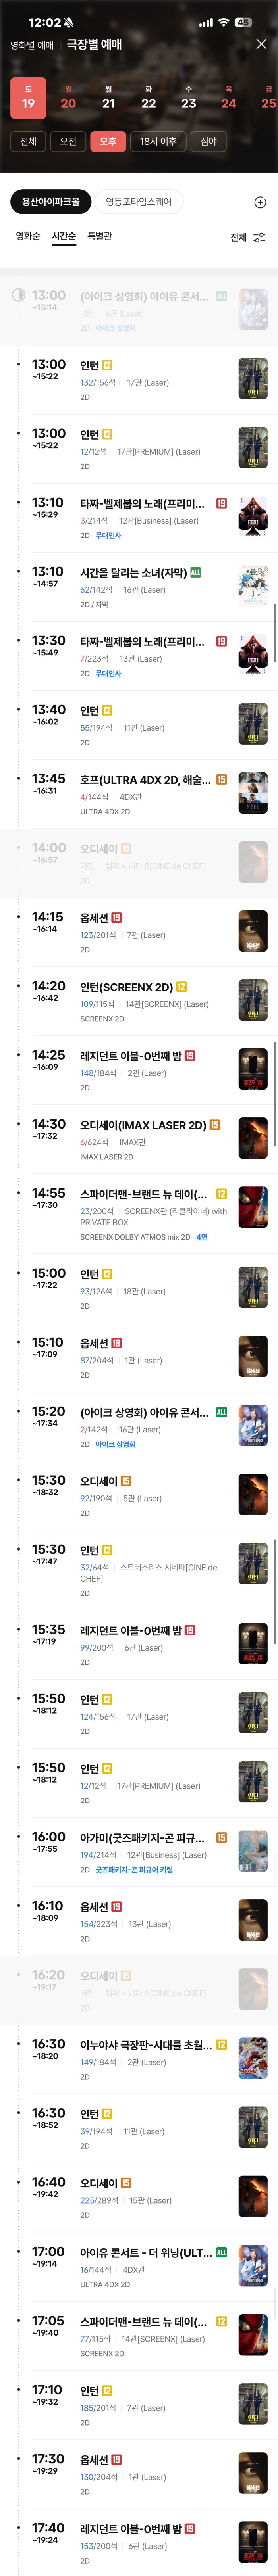 12:02
45
영화별 예매 극장별 예매
토 일 월 화 수 목 금
19 20 21 22 23 24 25
전체 오전 오후 18시 이후 심야
용산아이파크몰 영등포타임스퀘어
영화순 시간순 특별관 전체
13:00 (아이크 상영회) 아이유 콘서... ALL
~15:14 매진 6관 (Laser)
2D 아이크 상영회
13:00 인턴 12
~15:22 132/156석 17관 (Laser)
2D
13:00 인턴 12
~15:22 12/12석 17관[PREMIUM] (Laser)
2D
13:10 타짜-벨제붑의 노래(프리미... 19
~15:29 3/214석 12관[Business] (Laser)
2D 무대인사
13:10 시간을 달리는 소녀(자막) ALL
~14:57 62/142석 16관 (Laser)
2D / 자막
13:30 타짜-벨제붑의 노래(프리미... 19
~15:49 7/223석 13관 (Laser)
2D 무대인사
13:40 인턴 12
~16:02 55/194석 11관 (Laser)
2D
13:45 호프(ULTRA 4DX 2D, 해술... 15
~16:31 4/144석 4DX관
ULTRA 4DX 2D
14:00 오디세이 15
~16:57 매진 템퍼 시네마 B[CINE de CHEF]
2D
14:15 옵세션 19
~16:14 123/201석 7관 (Laser)
2D
14:20 인턴(SCREENX 2D) 12
~16:42 109/115석 14관[SCREENX] (Laser)
SCREENX 2D
14:25 레지던트 이블-0번째 밤 19
~16:09 148/184석 2관 (Laser)
2D
14:30 오디세이(IMAX LASER 2D) 15
~17:32 6/624석 IMAX관
IMAX LASER 2D
14:55 스파이더맨-브랜드 뉴 데이(... 12
~17:30 23/200석 SCREENX관 (리클라이너) with
PRIVATE BOX
SCREENX DOLBY ATMOS mix 2D 4면
15:00 인턴 12
~17:22 93/126석 18관 (Laser)
2D
15:10 옵세션 19
~17:09 87/204석 1관 (Laser)
2D
15:20 (아이크 상영회) 아이유 콘서... ALL
~17:34 2/142석 16관 (Laser)
2D 아이크 상영회
15:30 오디세이 15
~18:32 92/190석 5관 (Laser)
2D
15:30 인턴 12
~17:47 32/64석 스트레스리스 시네마[CINE de
CHEF]
2D
15:35 레지던트 이블-0번째 밤 19
~17:19 99/200석 6관 (Laser)
2D
15:50 인턴 12
~18:12 124/156석 17관 (Laser)
2D
15:50 인턴 12
~18:12 12/12석 17관[PREMIUM] (Laser)
2D
16:00 아가미(굿즈패키지-곤 피규... 15
~17:55 194/214석 12관[Business] (Laser)
2D 굿즈패키지-곤 피규어 키링
16:10 옵세션 19
~18:09 154/223석 13관 (Laser)
2D
16:20 오디세이 15
~19:17 매진 템퍼 시네마 A[CINE de CHEF]
2D
16:30 이누야샤 극장판-시대를 초월... 12
~18:20 149/184석 2관 (Laser)
2D
16:30 인턴 12
~18:52 39/194석 11관 (Laser)
2D
16:40 오디세이 15
~19:42 225/289석 15관 (Laser)
2D
17:00 아이유 콘서트 - 더 위닝(ULT... ALL
~19:14 16/144석 4DX관
ULTRA 4DX 2D
17:05 스파이더맨-브랜드 뉴 데이(... 12
~19:40 77/115석 14관[SCREENX] (Laser)
SCREENX 2D
17:10 인턴 12
~19:32 185/201석 7관 (Laser)
2D
17:30 옵세션 19
~19:29 130/204석 1관 (Laser)
2D
17:40 레지던트 이블-0번째 밤 19
~19:24 153/200석 6관 (Laser)
2D